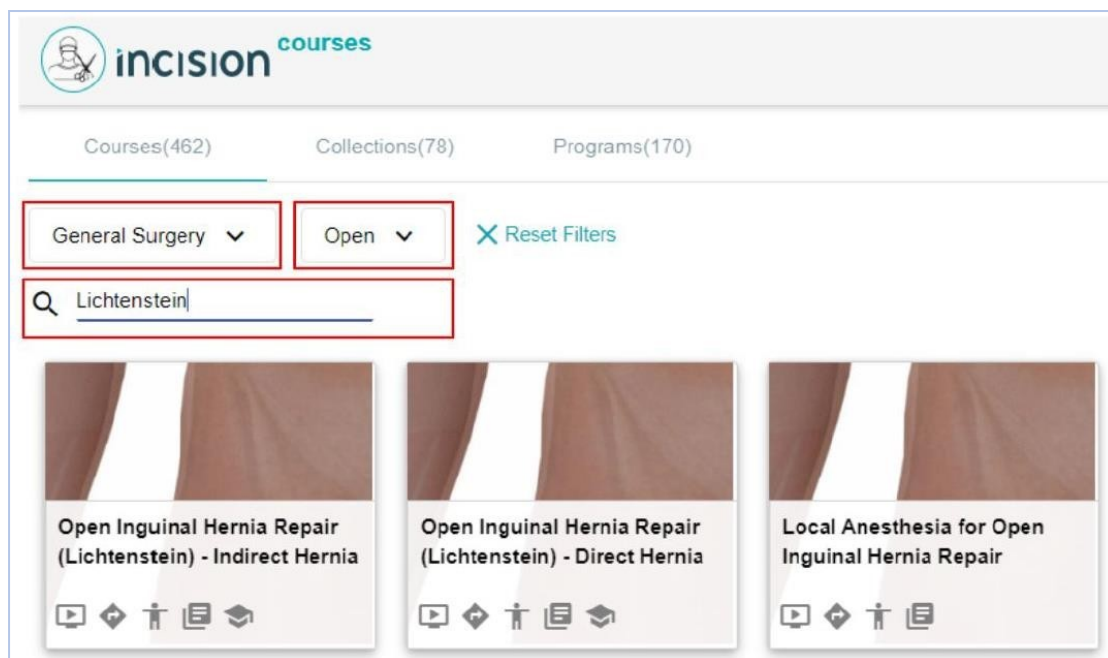 incision courses
Courses(462) Collections(78) Programs(170)
General Surgery Open Reset Filters
Lichtenstein
Open Inguinal Hernia Repair
(Lichtenstein) - Indirect Hernia
Open Inguinal Hernia Repair
(Lichtenstein) - Direct Hernia
Local Anesthesia for Open
Inguinal Hernia Repair